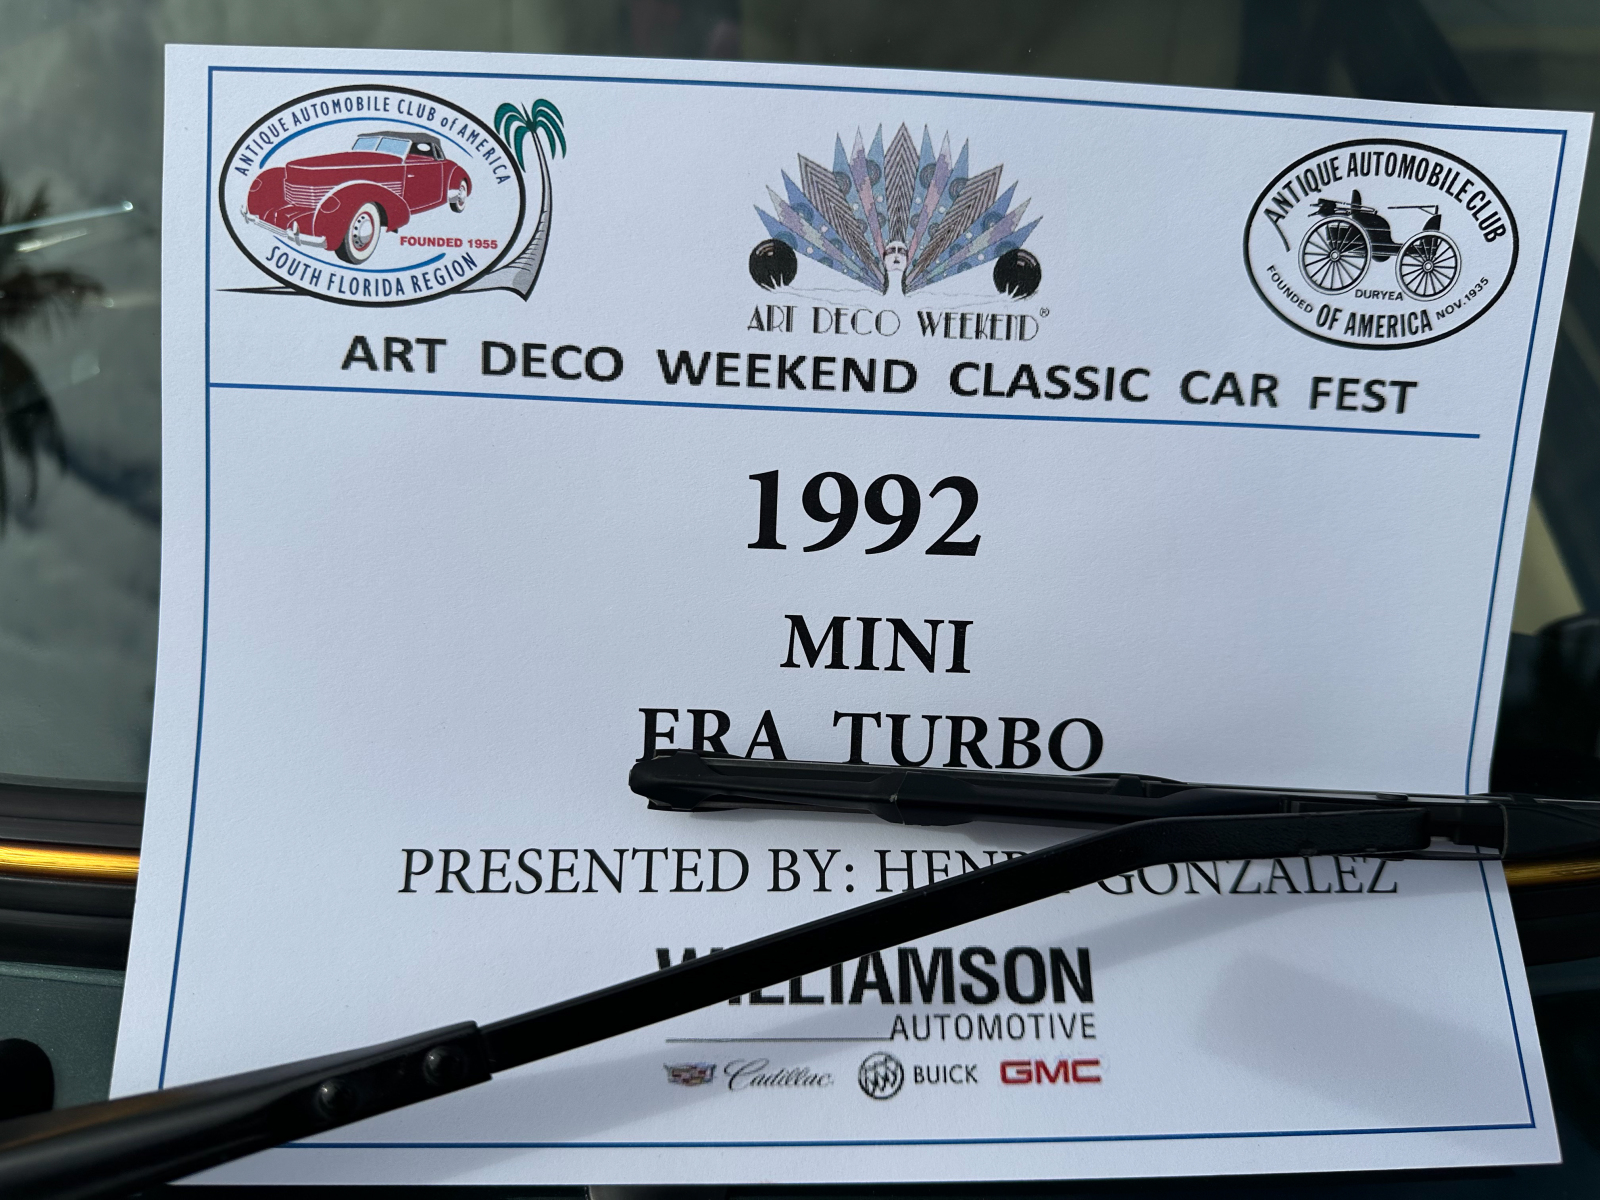 ANTIQUE AUTOMOBILE CLUB of AMERICA
FOUNDED 1955
SOUTH FLORIDA REGION
ART DECO WEEKEND®
ANTIQUE AUTOMOBILE CLUB
OF AMERICA
FOUNDED
DURYEA
NOV. 1935
ART DECO WEEKEND CLASSIC CAR FEST
1992
MINI
ERA TURBO
PRESENTED BY: GONZALEZ
WILLIAMSON
AUTOMOTIVE
Cadillac BUICK GMC